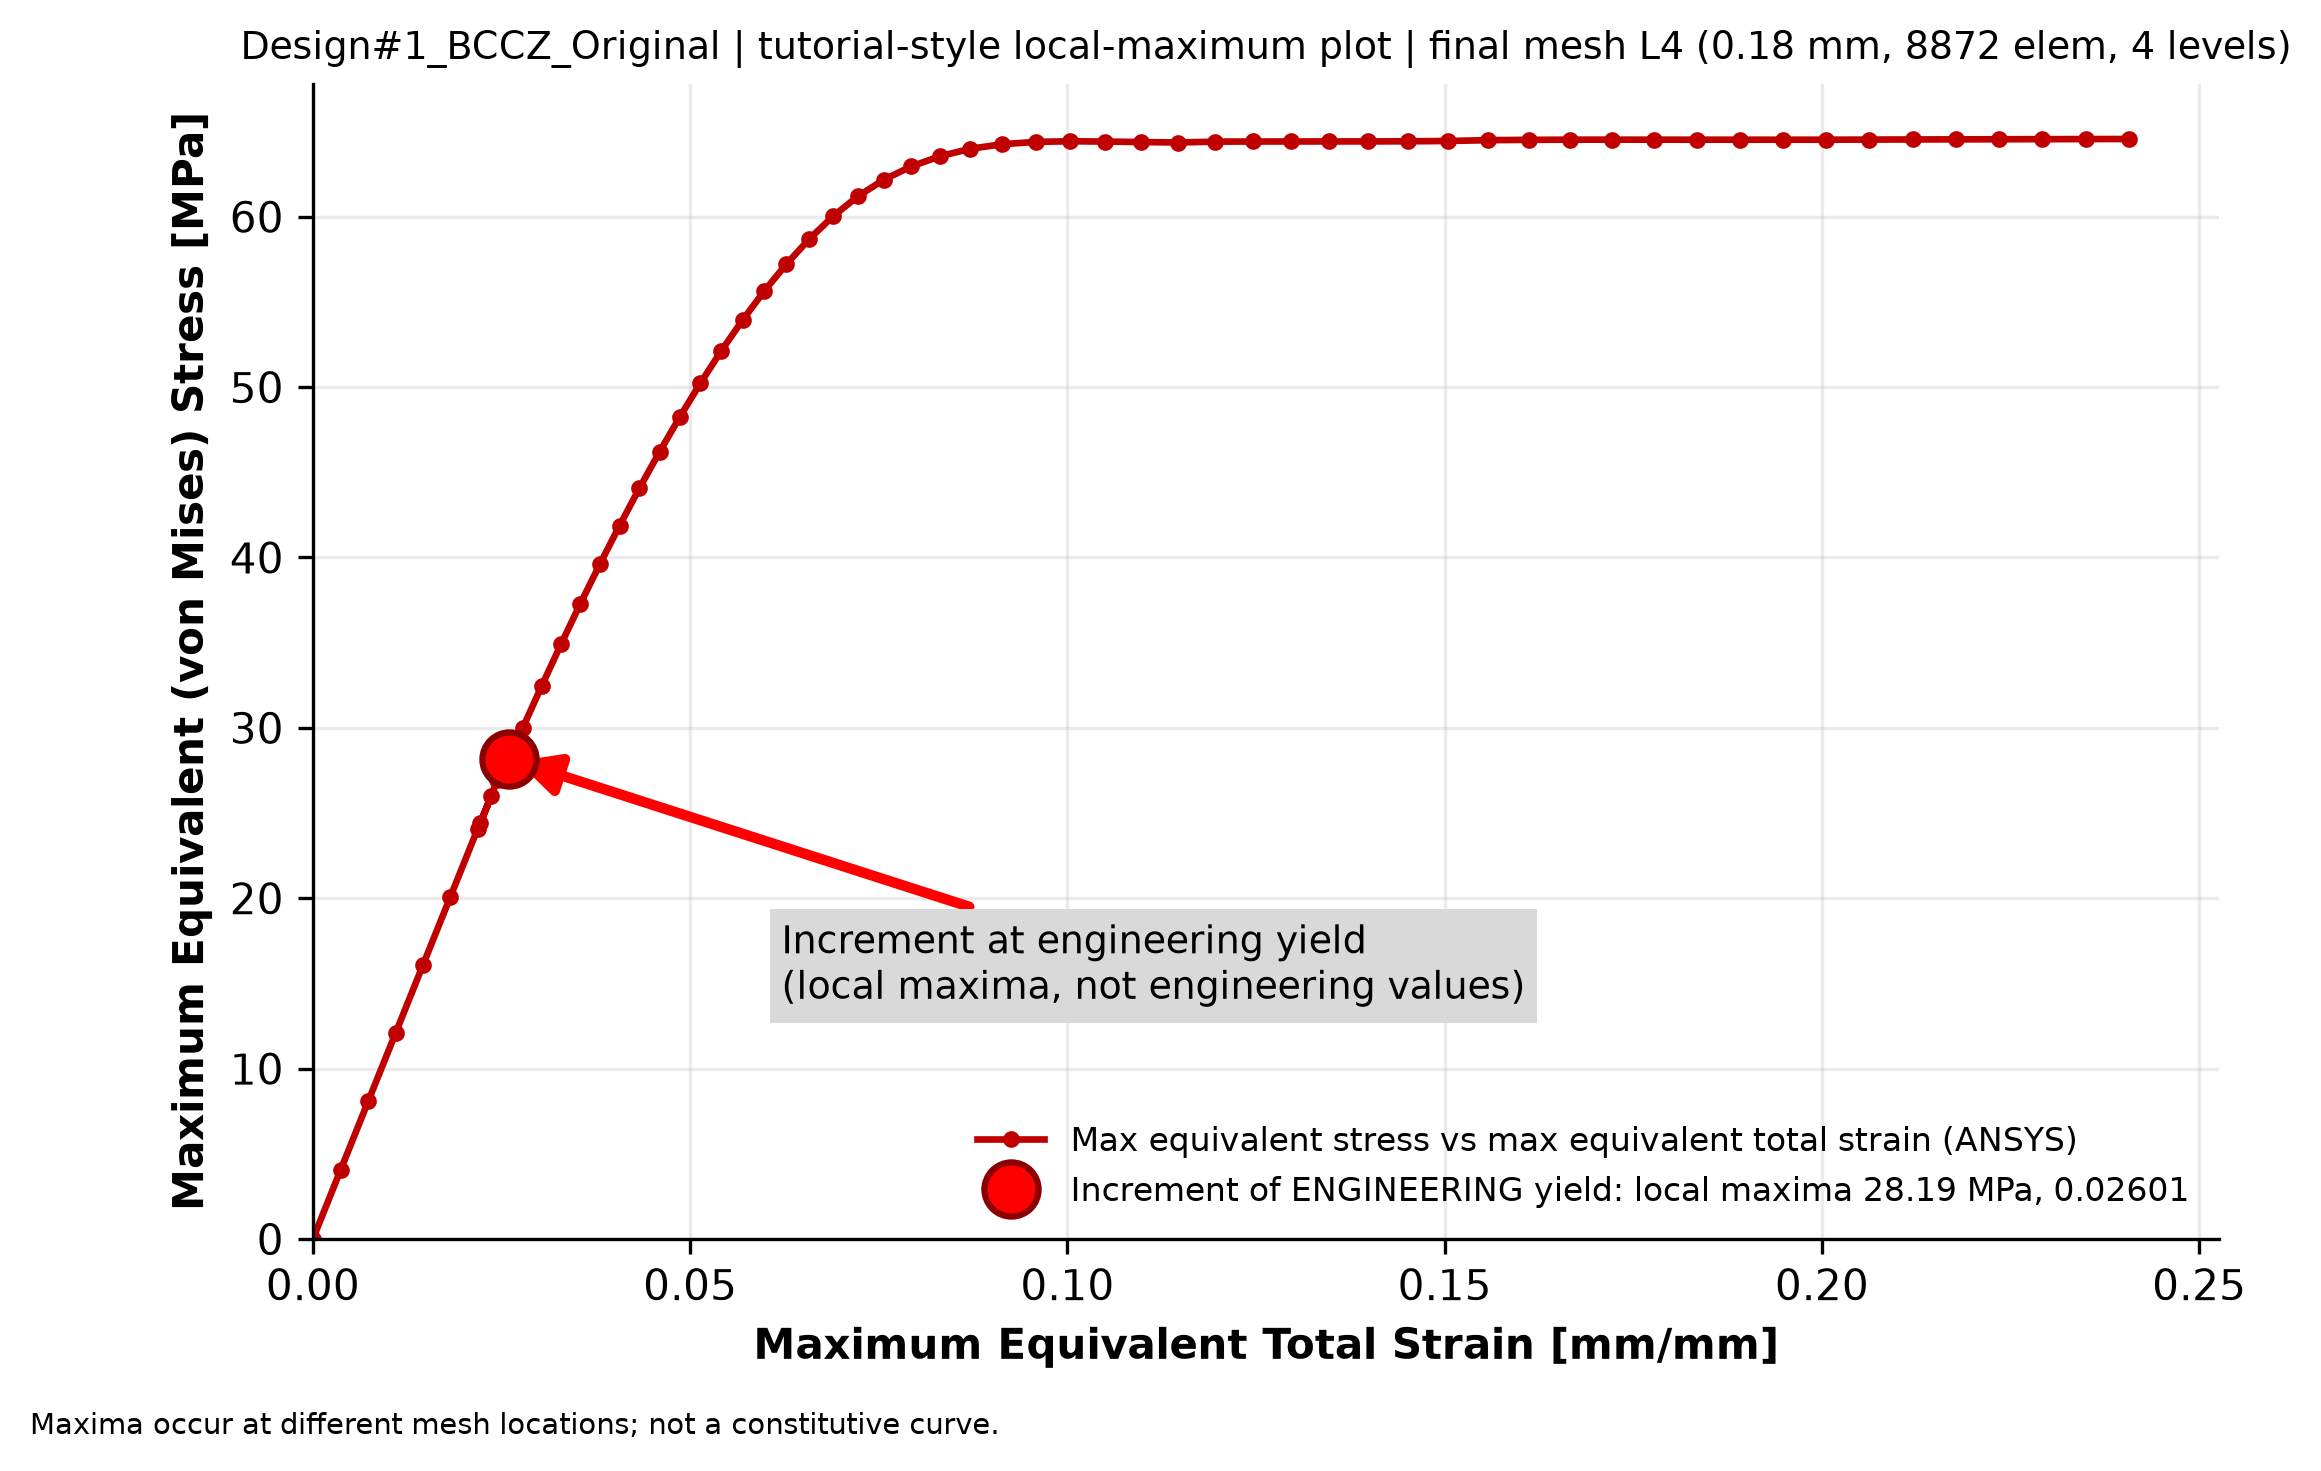 Design#1_BCCZ_Original | tutorial-style local-maximum plot | final mesh L4 (0.18 mm, 8872 elem, 4 levels)
Maximum Equivalent (von Mises) Stress [MPa]
60
50
40
30
20
10
0
Increment at engineering yield
(local maxima, not engineering values)
Max equivalent stress vs max equivalent total strain (ANSYS)
Increment of ENGINEERING yield: local maxima 28.19 MPa, 0.02601
0.00 0.05 0.10 0.15 0.20 0.25
Maximum Equivalent Total Strain [mm/mm]
Maxima occur at different mesh locations; not a constitutive curve.